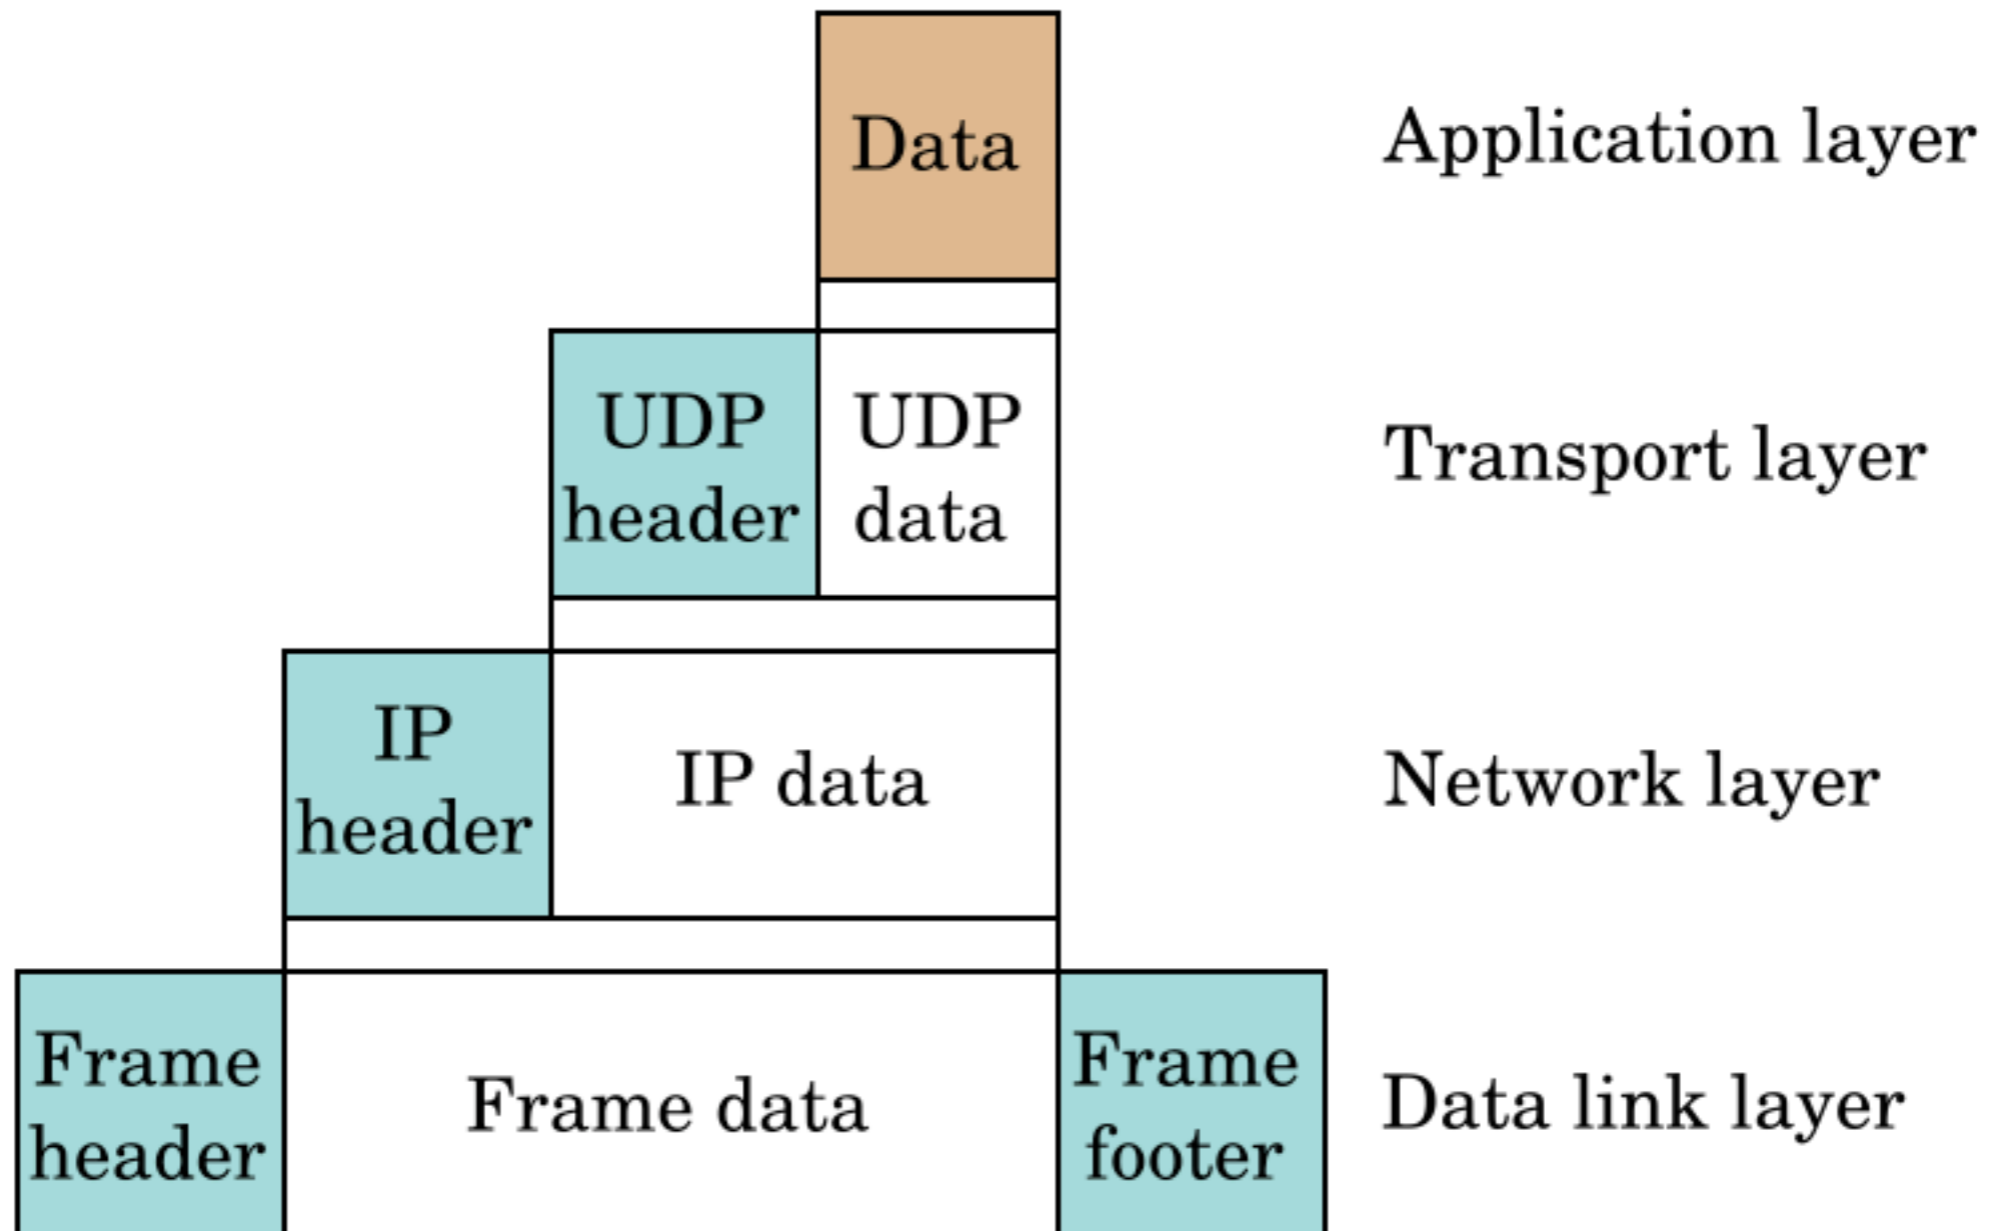 Data
Application layer
UDP
header
UDP
data
Transport layer
IP
header
IP data
Network layer
Frame
header
Frame data
Frame
footer
Data link layer